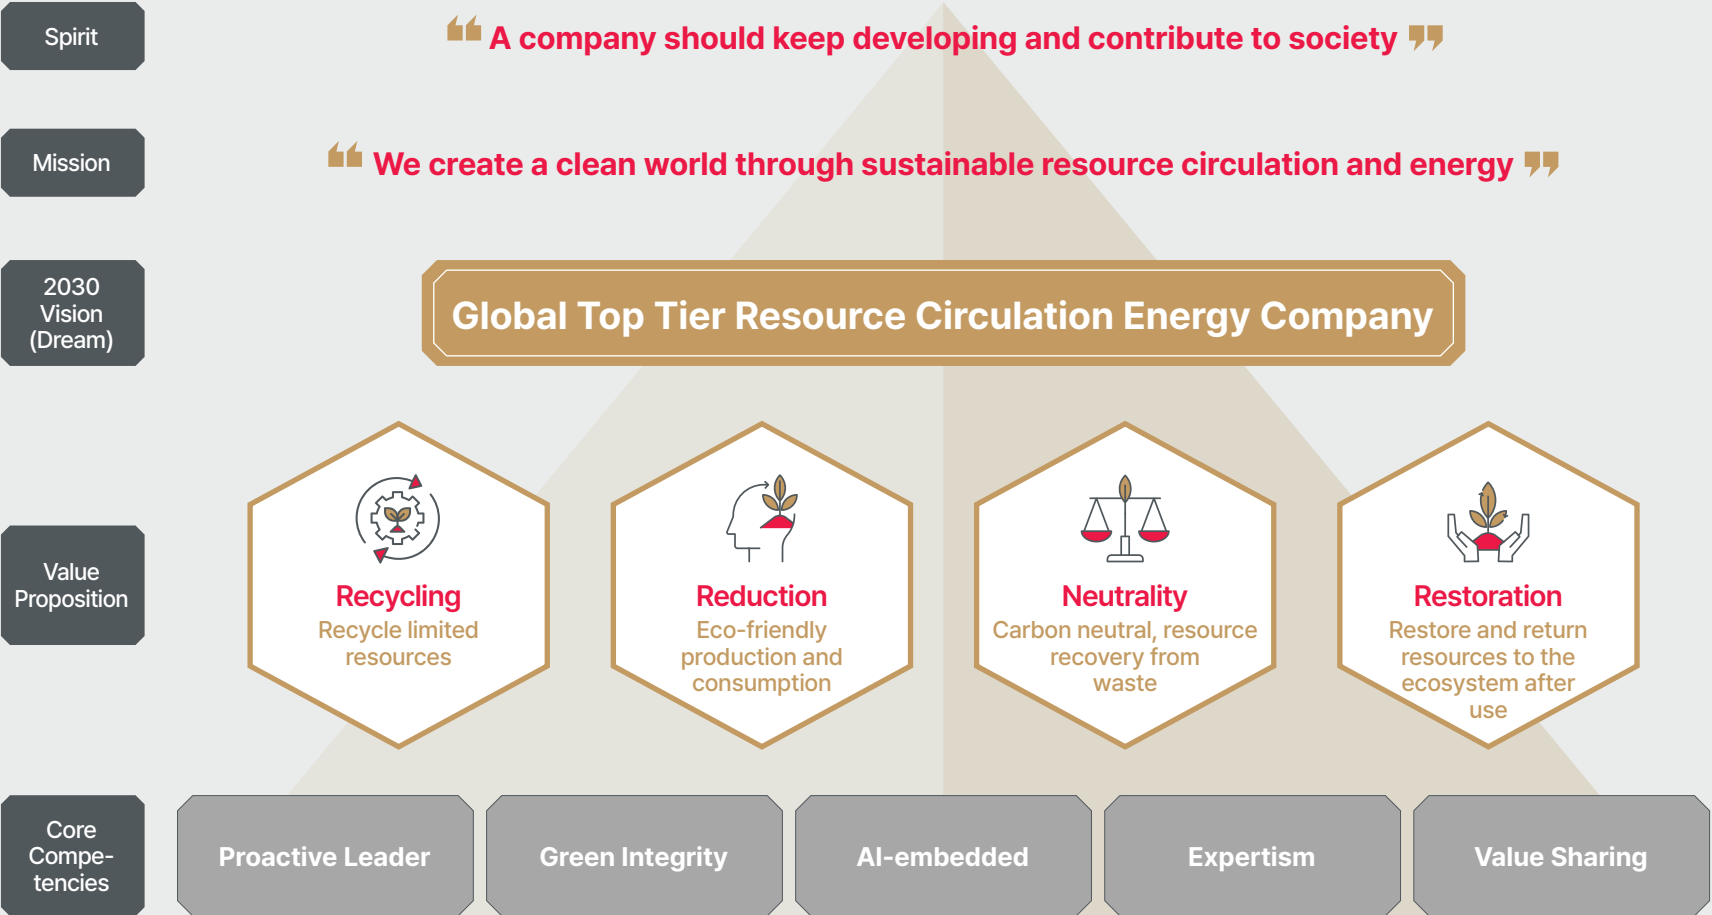 Spirit
❝ A company should keep developing and contribute to society ❞
Mission
❝ We create a clean world through sustainable resource circulation and energy ❞
2030
Vision
(Dream)
Global Top Tier Resource Circulation Energy Company
Value
Proposition
Recycling
Recycle limited
resources
Reduction
Eco-friendly
production and
consumption
Neutrality
Carbon neutral, resource
recovery from
waste
Restoration
Restore and return
resources to the
ecosystem after
use
Core
Compe-
tencies
Proactive Leader
Green Integrity
AI-embedded
Expertism
Value Sharing